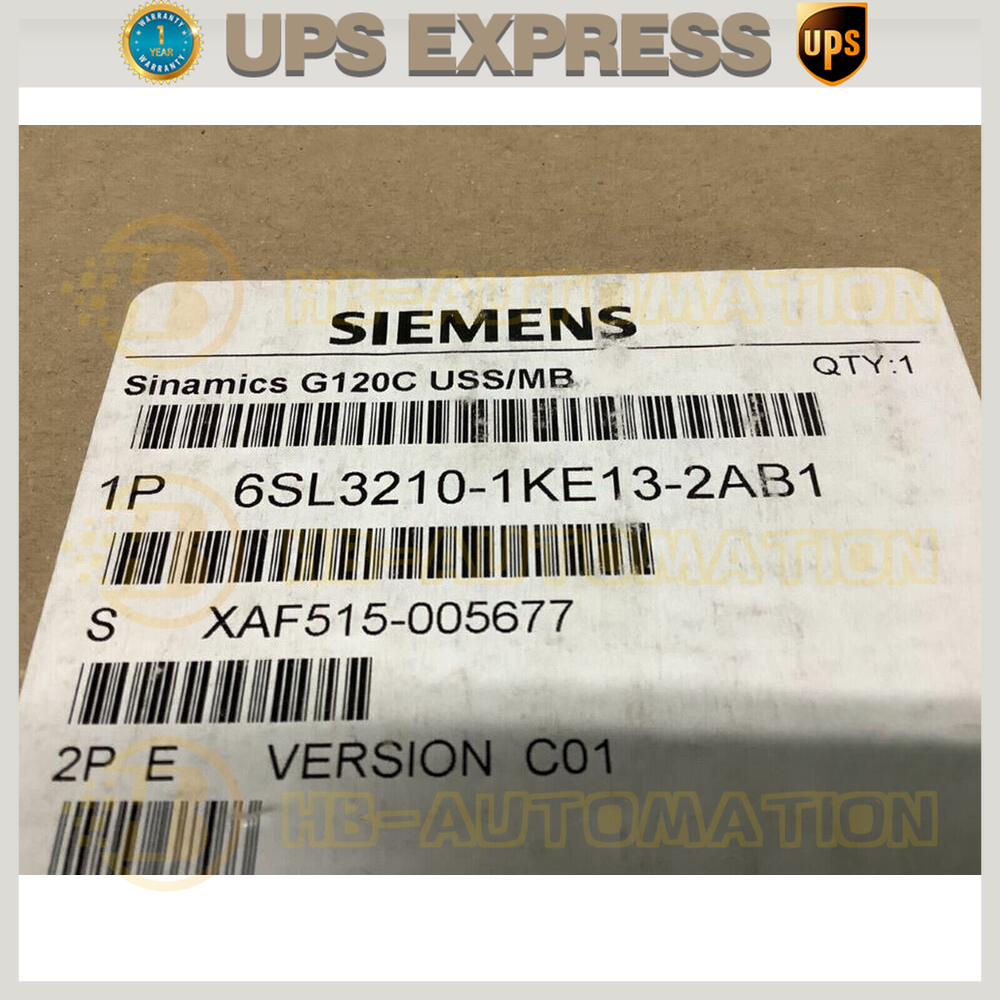 WARRANTY
1
YEAR
WARRANTY
UPS EXPRESS
ups
HB-AUTOMATION
SIEMENS
Sinamics G120C USS/MB
QTY:1
1P 6SL3210-1KE13-2AB1
HB-AUTOMATION
S XAF515-005677
2P E VERSION C01
HB-AUTOMATION